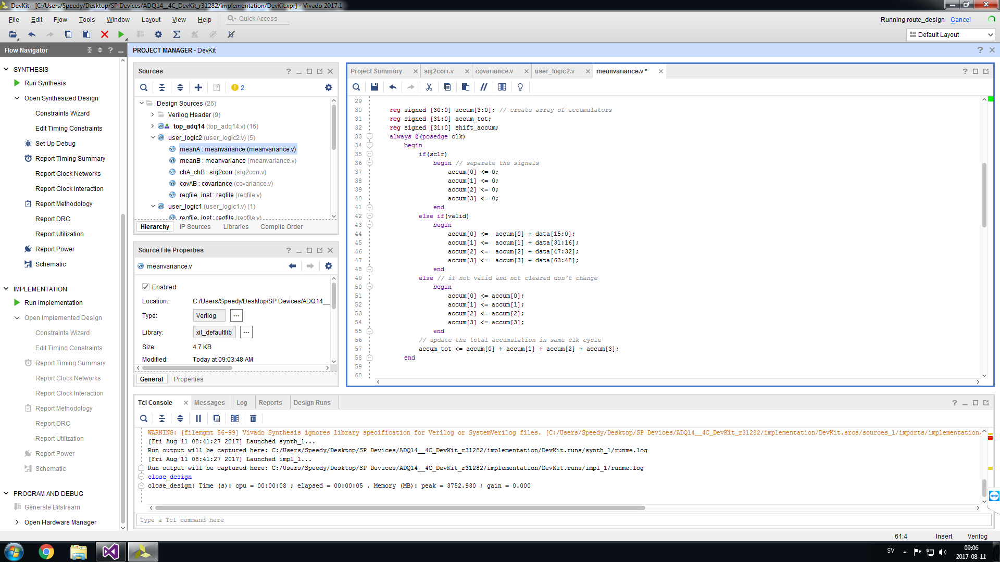 DevKit - [C:/Users/Speedy/Desktop/SP Devices/ADQ14__4C_DevKit_r31282/implementation/DevKit.xpr] - Vivado 2017.1
File Edit Flow Tools Window Layout View Help Quick Access
Running route_design Cancel
Default Layout
Flow Navigator
SYNTHESIS
Run Synthesis
Open Synthesized Design
Constraints Wizard
Edit Timing Constraints
Set Up Debug
Report Timing Summary
Report Clock Networks
Report Clock Interaction
Report Methodology
Report DRC
Report Utilization
Report Power
Schematic
IMPLEMENTATION
Run Implementation
Open Implemented Design
Constraints Wizard
Edit Timing Constraints
Report Timing Summary
Report Clock Networks
Report Clock Interaction
Report Methodology
Report DRC
Report Utilization
Report Power
Schematic
PROGRAM AND DEBUG
Generate Bitstream
Open Hardware Manager
PROJECT MANAGER - DevKit
Sources
2
Design Sources (26)
Verilog Header (9)
top_adq14 (top_adq14.v) (16)
user_logic2 (user_logic2.v) (5)
meanA : meanvariance (meanvariance.v)
meanB : meanvariance (meanvariance.v)
chA_chB : sig2corr (sig2corr.v)
covAB : covariance (covariance.v)
regfile_inst : regfile (regfile.v)
user_logic1 (user_logic1.v) (1)
regfile_inst : regfile (regfile.v)
Hierarchy IP Sources Libraries Compile Order
Source File Properties
meanvariance.v
Enabled
Location: C:/Users/Speedy/Desktop/SP Devices/ADQ14__
Type: Verilog ...
Library: xil_defaultlib ...
Size: 4.7 KB
Modified: Today at 09:03:48 AM
General Properties
Project Summary sig2corr.v covariance.v user_logic2.v meanvariance.v *
29
30 reg signed [30:0] accum[3:0]; // create array of accumulators
31 reg signed [31:0] accum_tot;
32 reg signed [31:0] shift_accum;
33 always @(posedge clk)
34 begin
35 if(sclr)
36 begin // separate the signals
37 accum[0] <= 0;
38 accum[1] <= 0;
39 accum[2] <= 0;
40 accum[3] <= 0;
41 end
42 else if(valid)
43 begin
44 accum[0] <=  accum[0] + data[15:0];
45 accum[1] <=  accum[1] + data[31:16];
46 accum[2] <=  accum[2] + data[47:32];
47 accum[3] <=  accum[3] + data[63:48];
48 end
49 else // if not valid and not cleared don't change
50 begin
51 accum[0] <= accum[0];
52 accum[1] <= accum[1];
53 accum[2] <= accum[2];
54 accum[3] <= accum[3];
55 end
56 // update the total accumulation in same clk cycle
57 accum_tot <= accum[0] + accum[1] + accum[2] + accum[3];
58 end
59
60
Tcl Console Messages Log Reports Design Runs
WARNING: [filemgmt 56-99] Vivado Synthesis ignores library specification for Verilog or SystemVerilog files. [C:/Users/Speedy/Desktop/SP Devices/ADQ14__4C_DevKit_r31282/implementation/DevKit.srcs/sources_1/imports/implementation/
[Fri Aug 11 08:41:27 2017] Launched synth_1...
Run output will be captured here: C:/Users/Speedy/Desktop/SP Devices/ADQ14__4C_DevKit_r31282/implementation/DevKit.runs/synth_1/runme.log
[Fri Aug 11 08:41:27 2017] Launched impl_1...
Run output will be captured here: C:/Users/Speedy/Desktop/SP Devices/ADQ14__4C_DevKit_r31282/implementation/DevKit.runs/impl_1/runme.log
close_design
close_design: Time (s): cpu = 00:00:08 ; elapsed = 00:00:05 . Memory (MB): peak = 3752.930 ; gain = 0.000
Type a Tcl command here
61:4 Insert Verilog
SV
09:06
2017-08-11